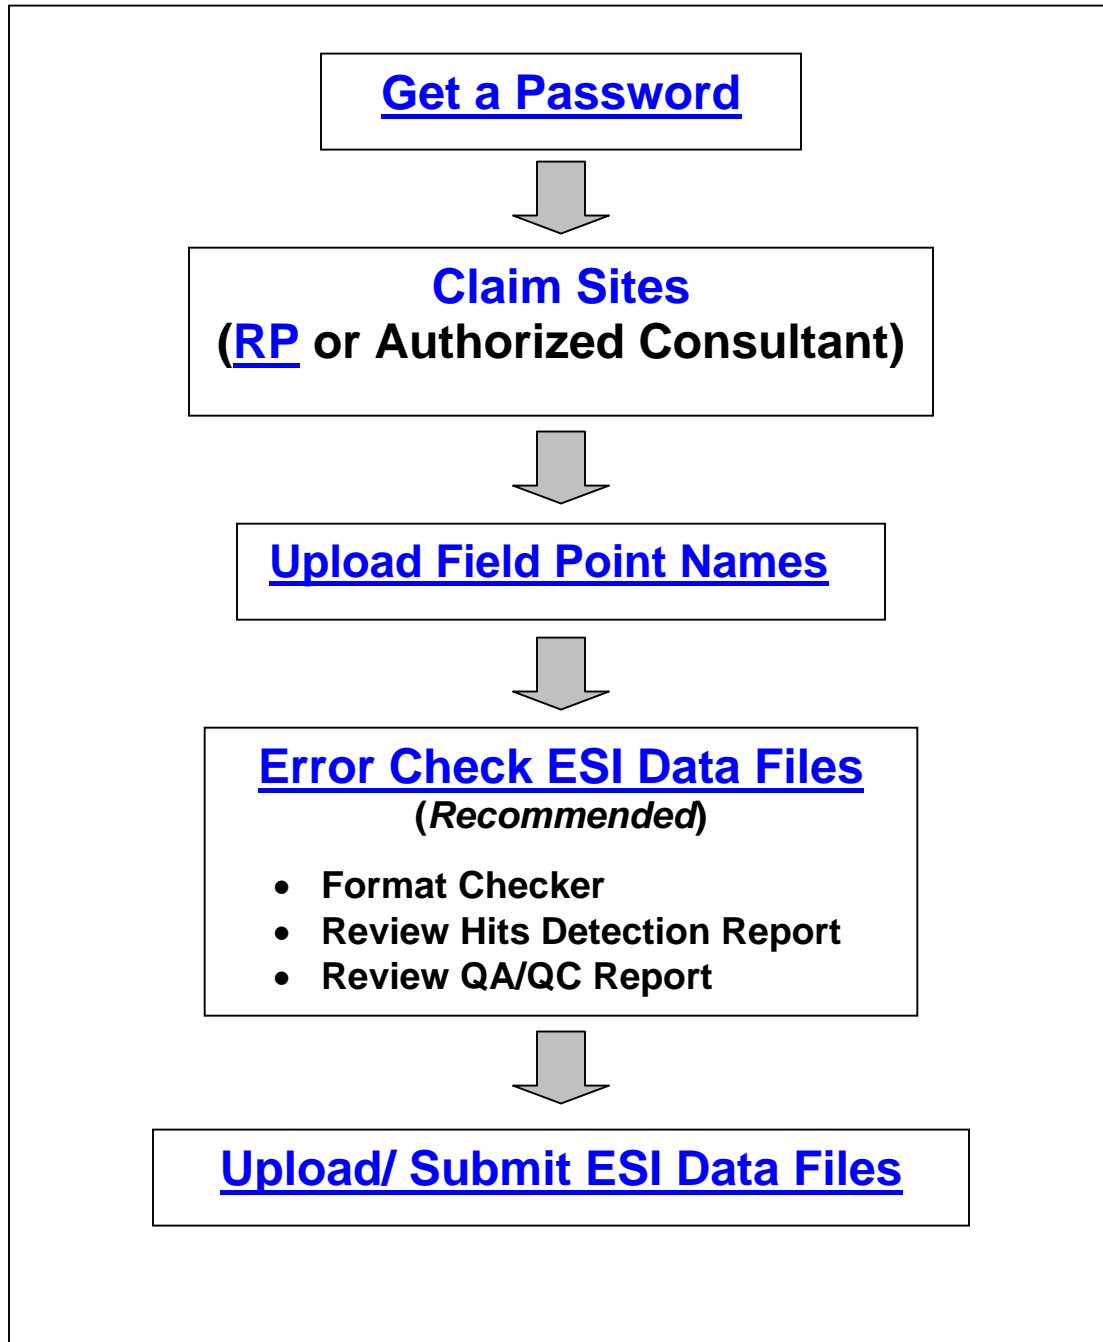 Get a Password
Claim Sites
(RP or Authorized Consultant)
Upload Field Point Names
Error Check ESI Data Files
(Recommended)
• Format Checker
• Review Hits Detection Report
• Review QA/QC Report
Upload/ Submit ESI Data Files